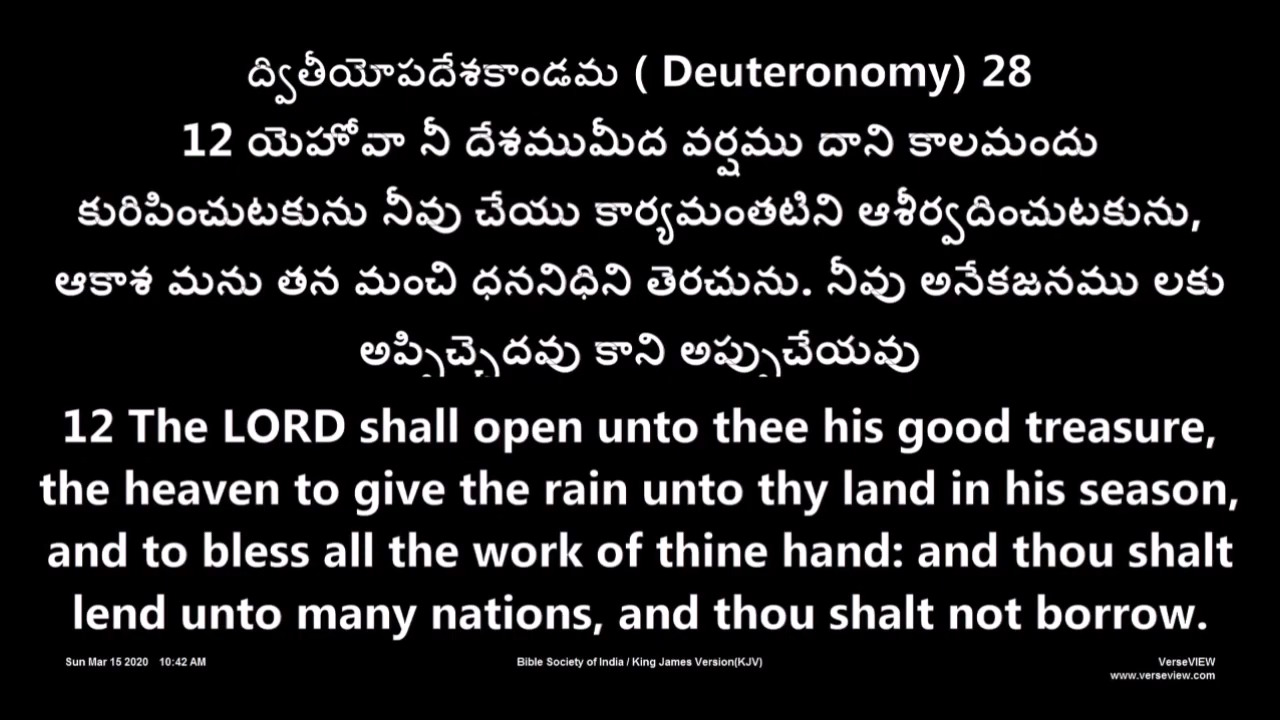 ద్వితీయోపదేశకాండమ ( Deuteronomy) 28
12 యెహోవా నీ దేశముమీద వర్షము దాని కాలమందు
కురిపించుటకును నీవు చేయు కార్యమంతటిని ఆశీర్వదించుటకును,
ఆకాశ మను తన మంచి ధననిధిని తెరచును. నీవు అనేకజనము లకు
అప్పిచ్చెదవు కాని అప్పుచేయవు
12 The LORD shall open unto thee his good treasure,
the heaven to give the rain unto thy land in his season,
and to bless all the work of thine hand: and thou shalt
lend unto many nations, and thou shalt not borrow.
Sun Mar 15 2020 10:42 AM
Bible Society of India / King James Version(KJV)
VerseVIEW
www.verseview.com